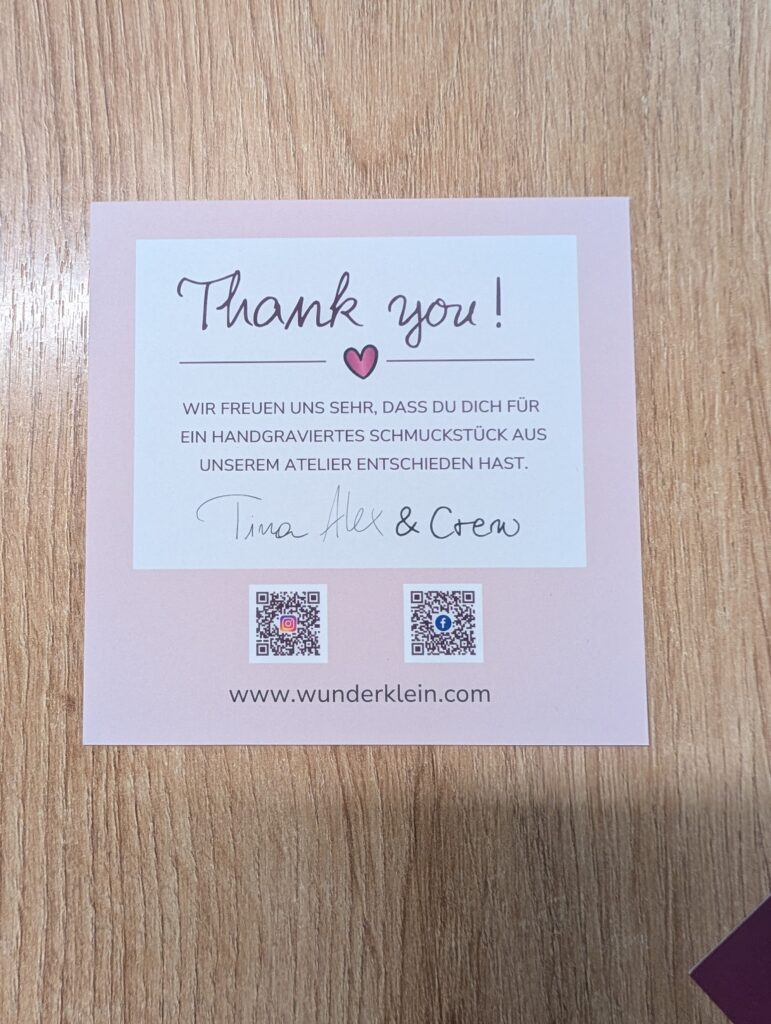 Thank you!
WIR FREUEN UNS SEHR, DASS DU DICH FÜR
EIN HANDGRAVIERTES SCHMUCKSTÜCK AUS
UNSEREM ATELIER ENTSCHIEDEN HAST.
Tina Alex & Crew
www.wunderklein.com